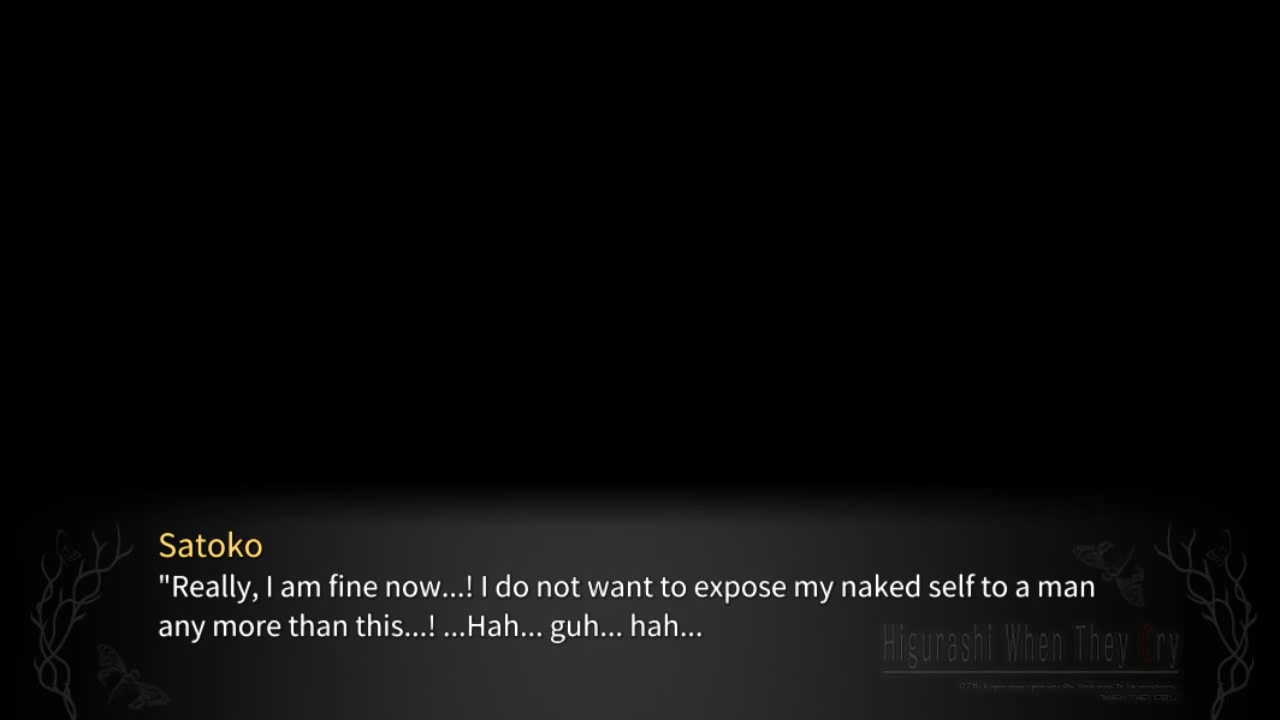 Satoko
"Really, I am fine now...! I do not want to expose my naked self to a man
any more than this...! ...Hah... guh... hah...
Higurashi When They Cry